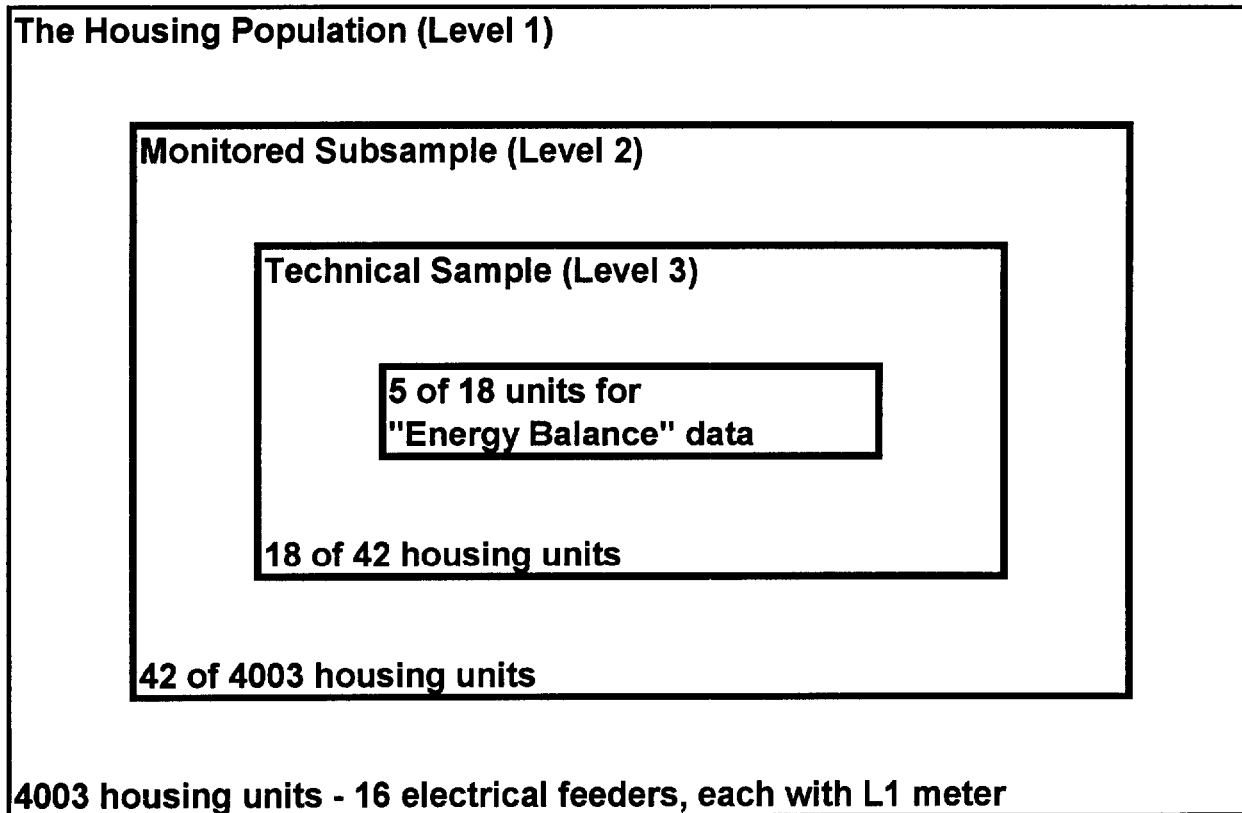 The Housing Population (Level 1)
Monitored Subsample (Level 2)
Technical Sample (Level 3)
5 of 18 units for
"Energy Balance" data
18 of 42 housing units
42 of 4003 housing units
4003 housing units - 16 electrical feeders, each with L1 meter